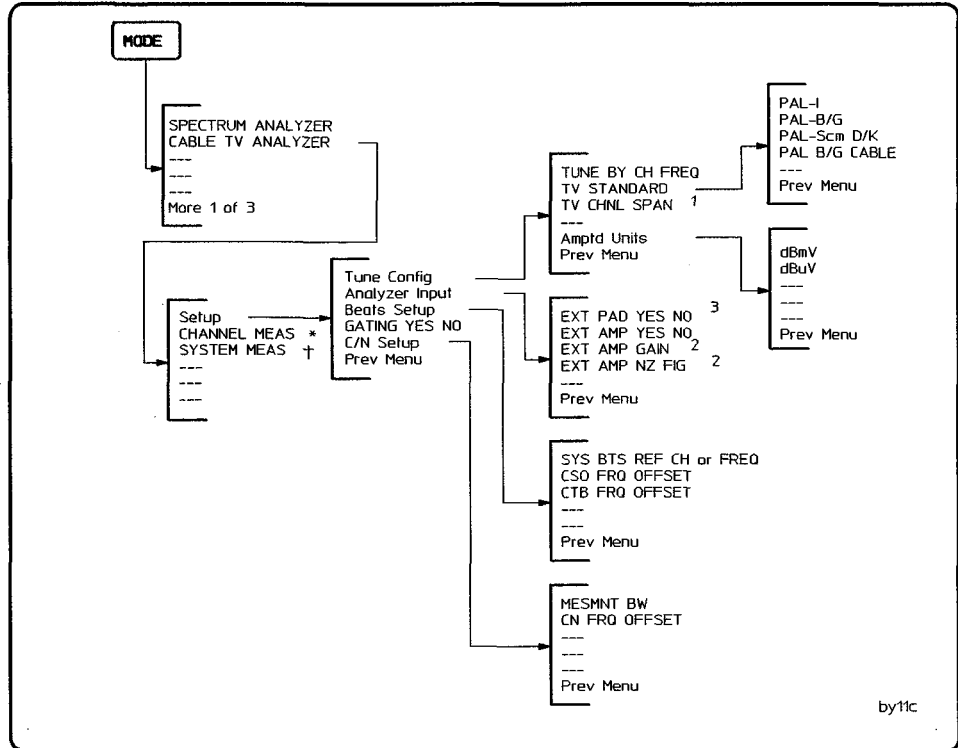 MODE
SPECTRUM ANALYZER
CABLE TV ANALYZER
---
---
---
More 1 of 3
Setup
CHANNEL MEAS *
SYSTEM MEAS †
---
---
---
Tune Config
Analyzer Input
Beats Setup
GATING YES NO
C/N Setup
Prev Menu
TUNE BY CH FREQ
TV STANDARD
TV CHNL SPAN 1
---
Amptd Units
Prev Menu
PAL-I
PAL-B/G
PAL-Scm D/K
PAL B/G CABLE
---
Prev Menu
dBmV
dBuV
---
---
---
Prev Menu
EXT PAD YES NO 3
EXT AMP YES NO
EXT AMP GAIN 2
EXT AMP NZ FIG 2
---
Prev Menu
SYS BTS REF CH or FREQ
CSO FRQ OFFSET
CTB FRQ OFFSET
---
---
Prev Menu
MESMNT BW
CN FRQ OFFSET
---
---
---
Prev Menu
by11c